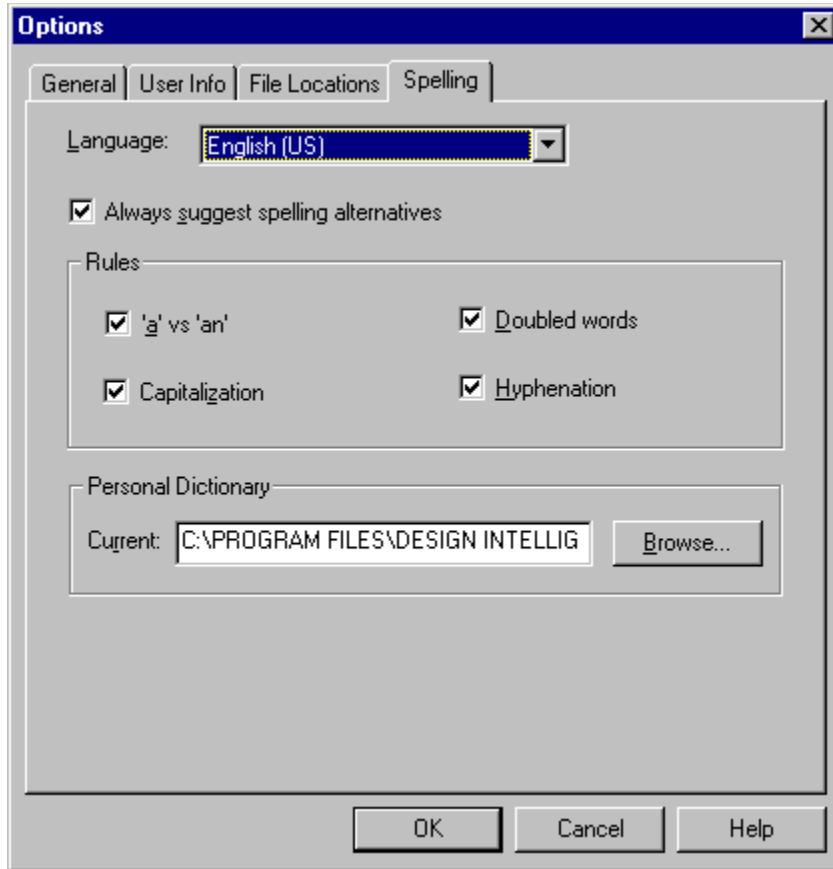 Options
General User Info File Locations Spelling
Language: English (US)
Always suggest spelling alternatives
Rules
'a' vs 'an' Doubled words
Capitalization Hyphenation
Personal Dictionary
Current: C:\PROGRAM FILES\DESIGN INTELLIG Browse...
OK Cancel Help